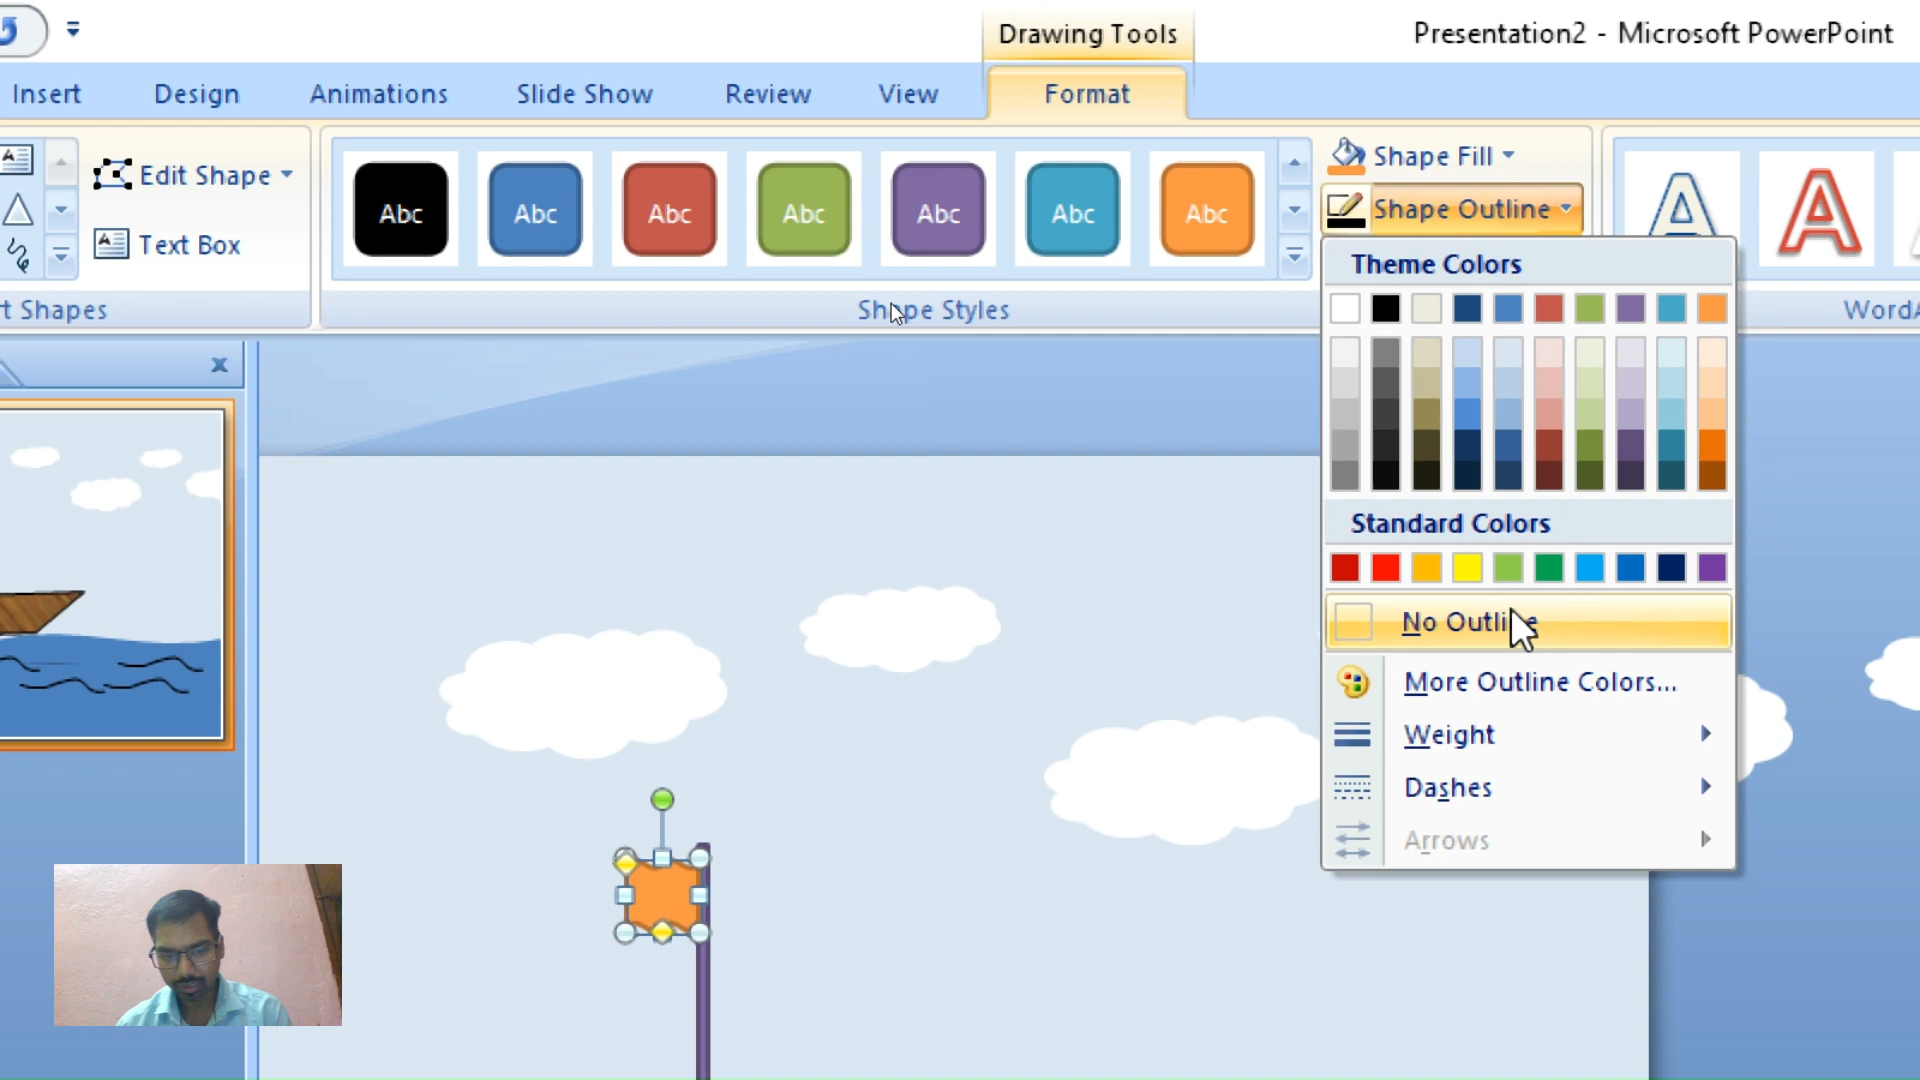 Drawing Tools
Presentation2 - Microsoft PowerPoint
Insert
Design
Animations
Slide Show
Review
View
Format
Edit Shape
Text Box
Abc
Abc
Abc
Abc
Abc
Abc
Abc
Shape Fill
Shape Outline
Shapes
Shape Styles
Theme Colors
Standard Colors
No Outline
More Outline Colors...
Weight
Dashes
Arrows